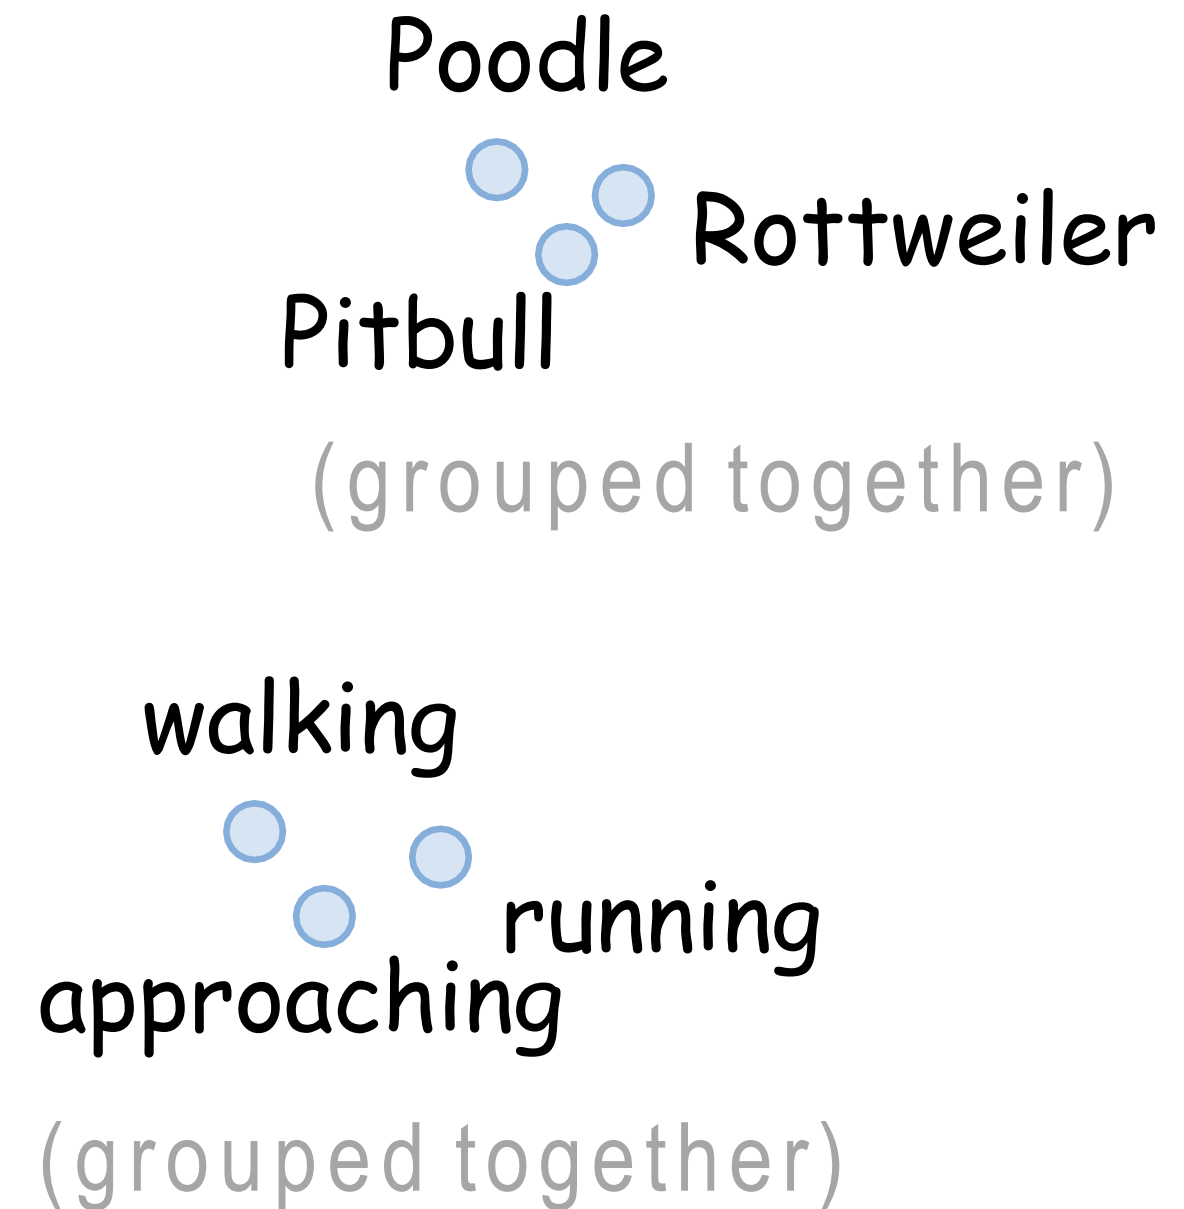 Poodle
Rottweiler
Pitbull
(grouped together)
walking
running
approaching
(grouped together)